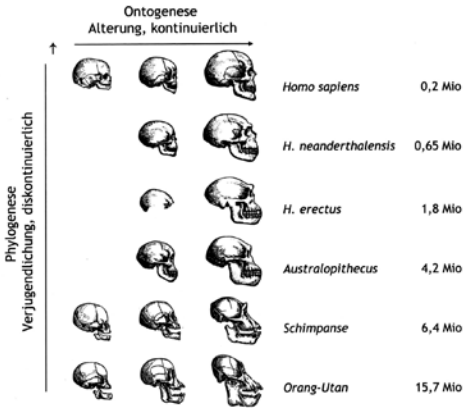 Ontogenese
Alterung, kontinuierlich
→
Phylogenese
Verjugendlichung, diskontinuierlich
Homo sapiens 0,2 Mio
H. neanderthalensis 0,65 Mio
H. erectus 1,8 Mio
Australopithecus 4,2 Mio
Schimpanse 6,4 Mio
Orang-Utan 15,7 Mio